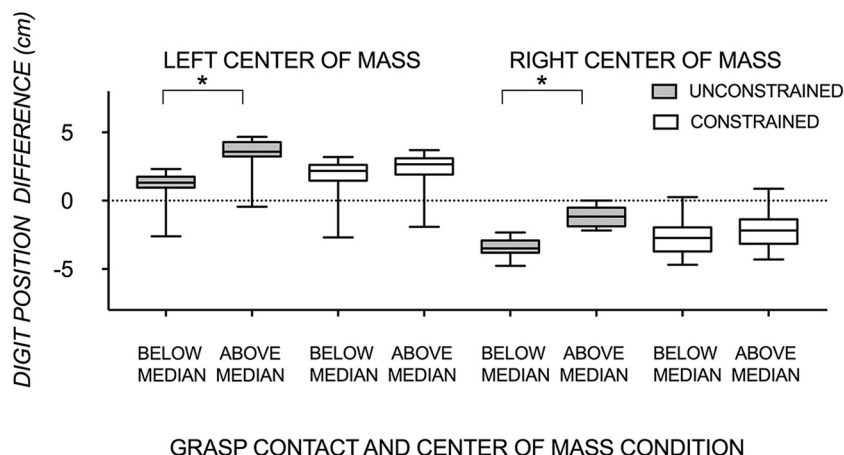 DIGIT POSITION DIFFERENCE (cm)
LEFT CENTER OF MASS
RIGHT CENTER OF MASS
*
*
UNCONSTRAINED
CONSTRAINED
5
0
-5
BELOW MEDIAN
ABOVE MEDIAN
BELOW MEDIAN
ABOVE MEDIAN
BELOW MEDIAN
ABOVE MEDIAN
BELOW MEDIAN
ABOVE MEDIAN
GRASP CONTACT AND CENTER OF MASS CONDITION